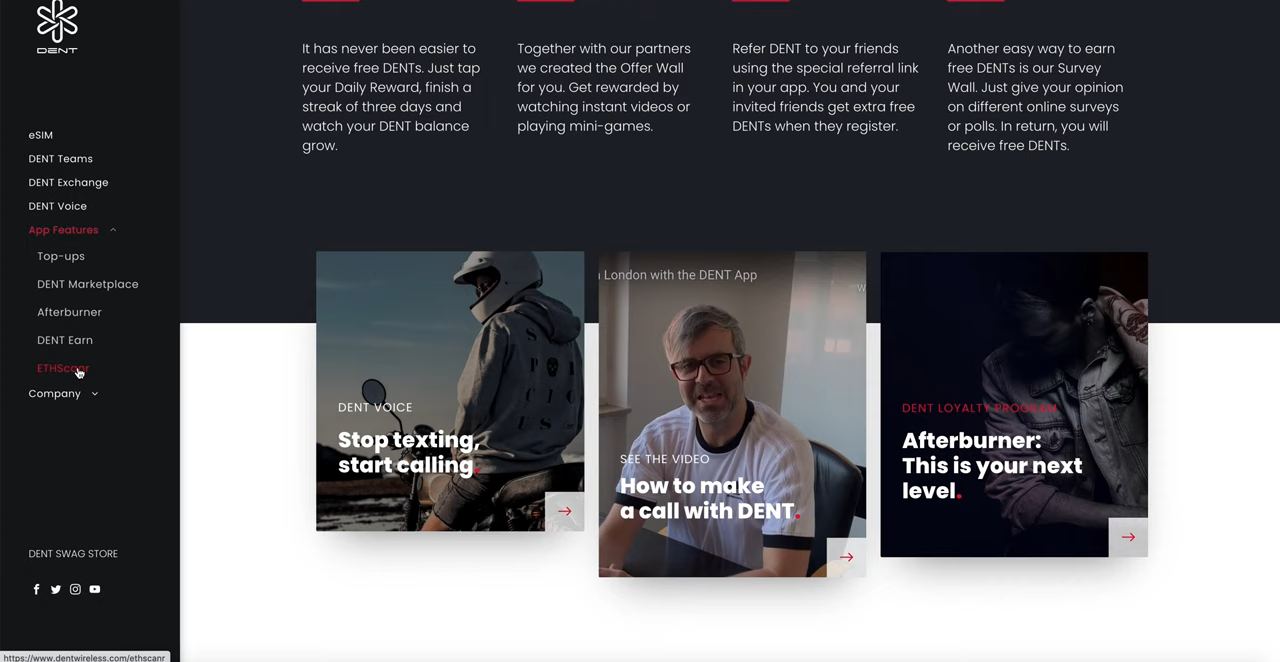 DENT
eSIM
DENT Teams
DENT Exchange
DENT Voice
App Features
Top-ups
DENT Marketplace
Afterburner
DENT Earn
ETHScanr
Company
DENT SWAG STORE
https://www.dentwireless.com/ethscanr
It has never been easier to
receive free DENTs. Just tap
your Daily Reward, finish a
streak of three days and
watch your DENT balance
grow.
Together with our partners
we created the Offer Wall
for you. Get rewarded by
watching instant videos or
playing mini-games.
Refer DENT to your friends
using the special referral link
in your app. You and your
invited friends get extra free
DENTs when they register.
Another easy way to earn
free DENTs is our Survey
Wall. Just give your opinion
on different online surveys
or polls. In return, you will
receive free DENTs.
DENT VOICE
Stop texting,
start calling.
London with the DENT App
SEE THE VIDEO
How to make
a call with DENT.
DENT LOYALTY PROGRAM
Afterburner:
This is your next
level.